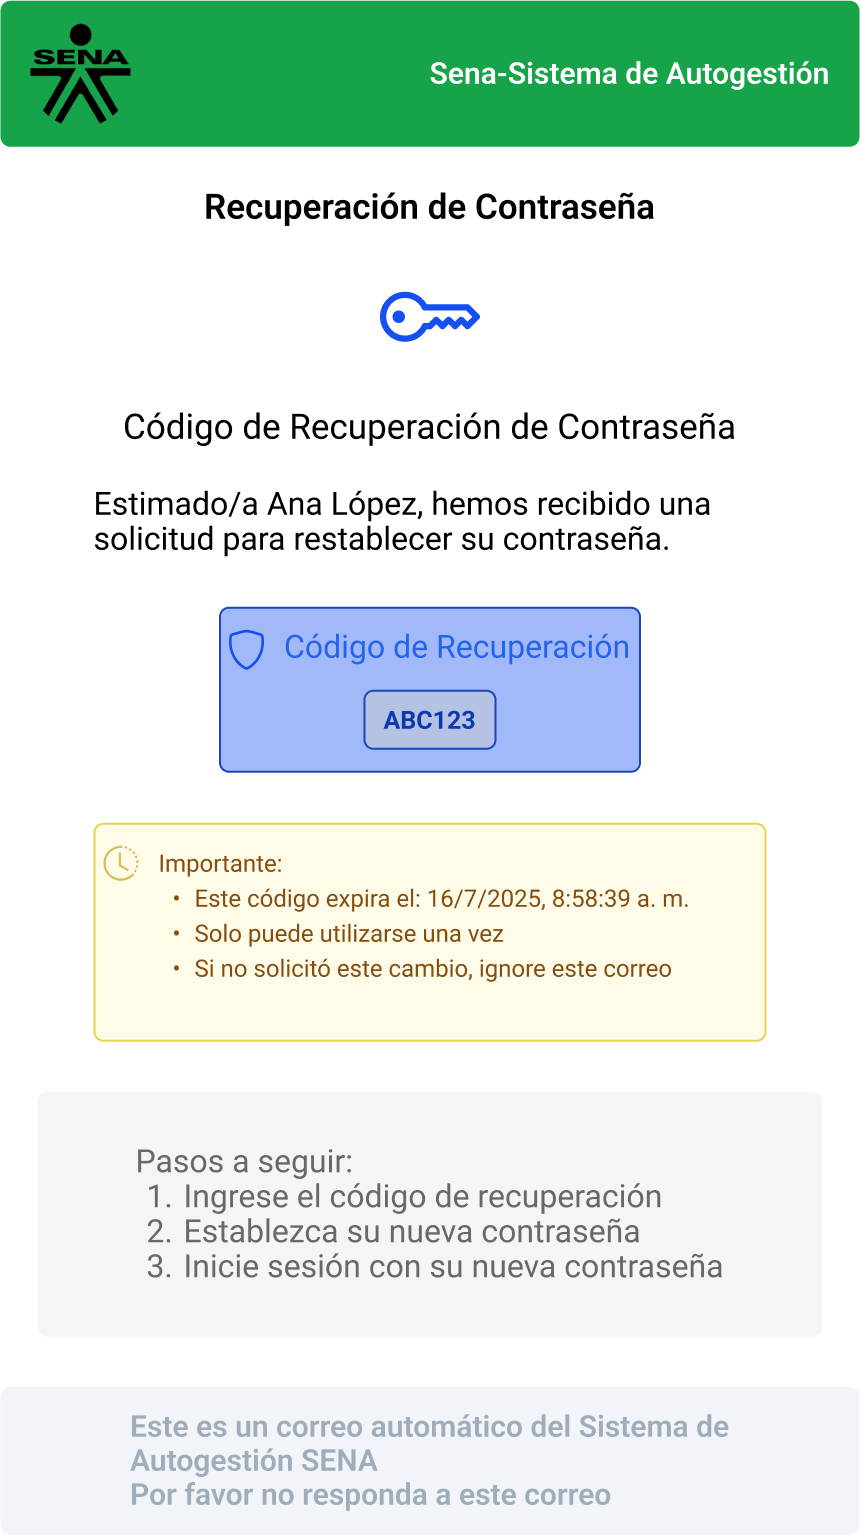 SENA
Sena-Sistema de Autogestión
Recuperación de Contraseña
Código de Recuperación de Contraseña
Estimado/a Ana López, hemos recibido una
solicitud para restablecer su contraseña.
Código de Recuperación
ABC123
Importante:
• Este código expira el: 16/7/2025, 8:58:39 a. m.
• Solo puede utilizarse una vez
• Si no solicitó este cambio, ignore este correo
Pasos a seguir:
1. Ingrese el código de recuperación
2. Establezca su nueva contraseña
3. Inicie sesión con su nueva contraseña
Este es un correo automático del Sistema de
Autogestión SENA
Por favor no responda a este correo